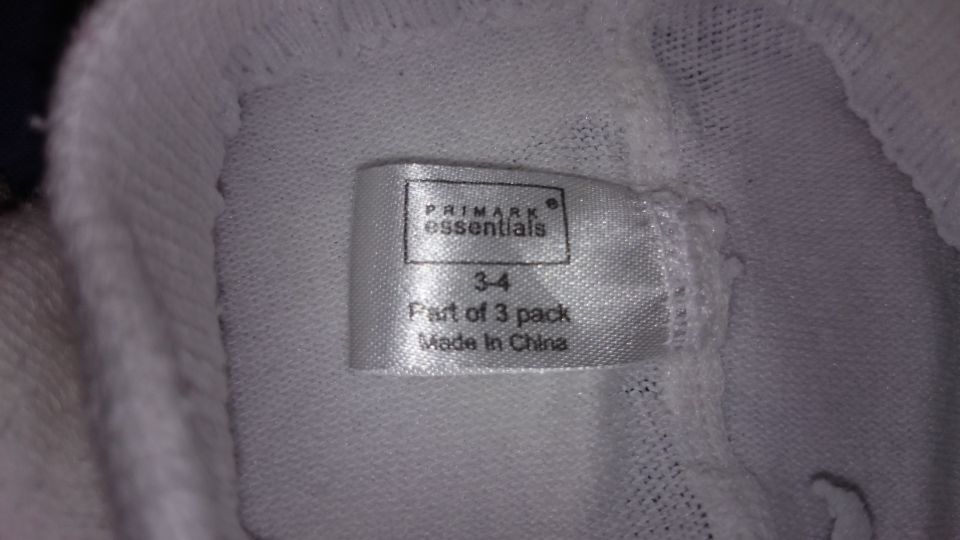 PRIMARK®
essentials
3-4
Part of 3 pack
Made In China